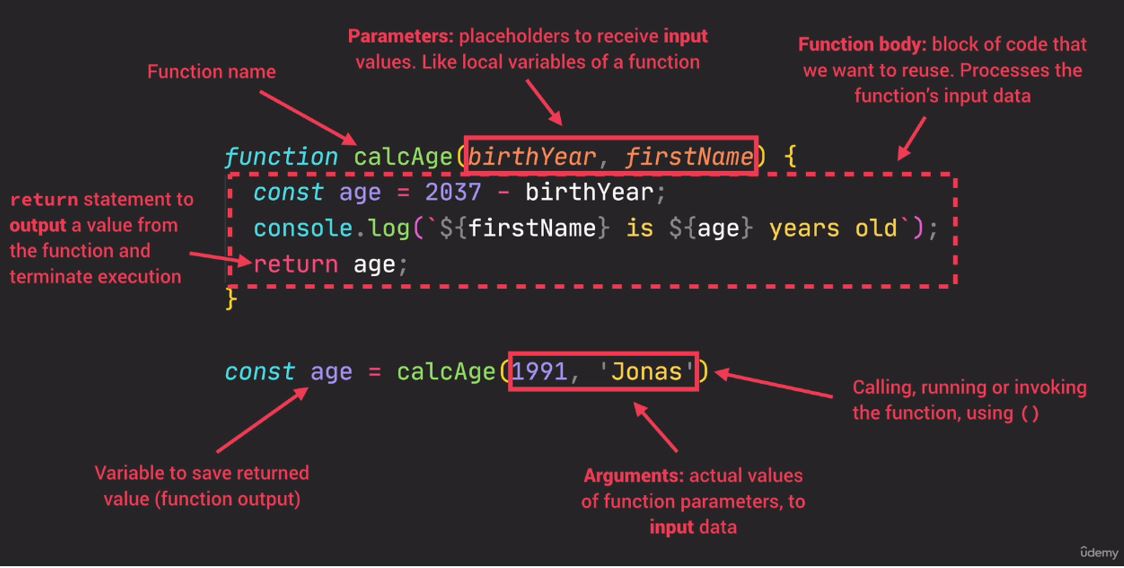 Parameters: placeholders to receive input
values. Like local variables of a function
Function body: block of code that
we want to reuse. Processes the
function's input data
Function name
function calcAge(birthYear, firstName) {
const age = 2037 - birthYear;
console.log(`${firstName} is ${age} years old`);
return age;
}
return statement to
output a value from
the function and
terminate execution
const age = calcAge(1991, 'Jonas')
Calling, running or invoking
the function, using ()
Variable to save returned
value (function output)
Arguments: actual values
of function parameters, to
input data
ûdemy